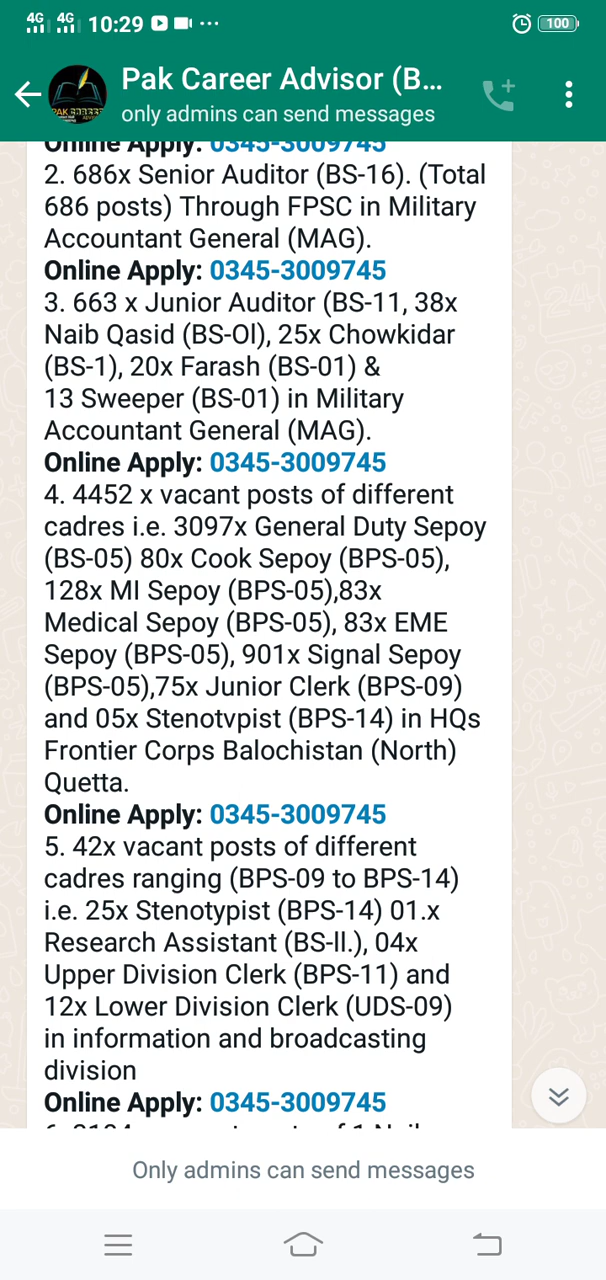 4G 4G 10:29 ··· 100
Pak Career Advisor (B...
only admins can send messages
Online Apply: 0345-3009745
2. 686x Senior Auditor (BS-16). (Total
686 posts) Through FPSC in Military
Accountant General (MAG).
Online Apply: 0345-3009745
3. 663 x Junior Auditor (BS-11, 38x
Naib Qasid (BS-Ol), 25x Chowkidar
(BS-1), 20x Farash (BS-01) &
13 Sweeper (BS-01) in Military
Accountant General (MAG).
Online Apply: 0345-3009745
4. 4452 x vacant posts of different
cadres i.e. 3097x General Duty Sepoy
(BS-05) 80x Cook Sepoy (BPS-05),
128x MI Sepoy (BPS-05),83x
Medical Sepoy (BPS-05), 83x EME
Sepoy (BPS-05), 901x Signal Sepoy
(BPS-05),75x Junior Clerk (BPS-09)
and 05x Stenotvpist (BPS-14) in HQs
Frontier Corps Balochistan (North)
Quetta.
Online Apply: 0345-3009745
5. 42x vacant posts of different
cadres ranging (BPS-09 to BPS-14)
i.e. 25x Stenotypist (BPS-14) 01.x
Research Assistant (BS-ll.), 04x
Upper Division Clerk (BPS-11) and
12x Lower Division Clerk (UDS-09)
in information and broadcasting
division
Online Apply: 0345-3009745
Only admins can send messages